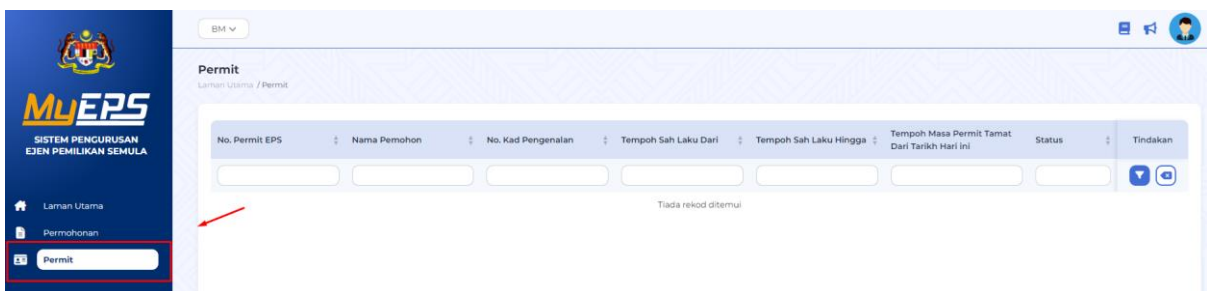 BM
MyEPS
SISTEM PENGURUSAN
EJEN PEMILIKAN SEMULA
Laman Utama
Permohonan
Permit
Permit
Laman Utama / Permit
No. Permit EPS
Nama Pemohon
No. Kad Pengenalan
Tempoh Sah Laku Dari
Tempoh Sah Laku Hingga
Tempoh Masa Permit Tamat
Dari Tarikh Hari ini
Status
Tindakan
Tiada rekod ditemui